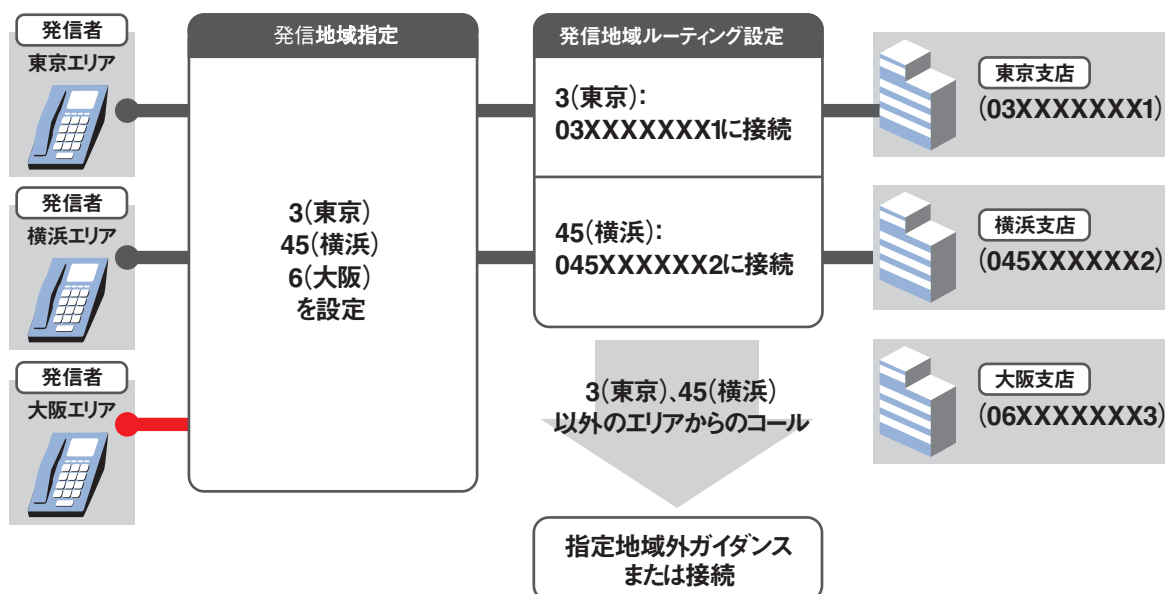 発信者
東京エリア
発信者
横浜エリア
発信者
大阪エリア
発信地域指定
3(東京)
45(横浜)
6(大阪)
を設定
発信地域ルーティング設定
3(東京):
03XXXXXXX1に接続
45(横浜):
045XXXXXX2に接続
3(東京)、45(横浜)
以外のエリアからのコール
指定地域外ガイダンス
または接続
東京支店
(03XXXXXXX1)
横浜支店
(045XXXXXX2)
大阪支店
(06XXXXXXX3)